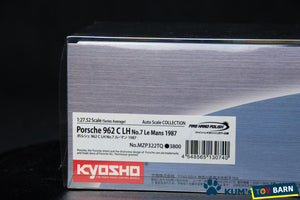 1:27.52 Scale (Series Average)
Auto Scale COLLECTION
FINE HAND POLISH
Porsche 962 C LH No.7 Le Mans 1987
ポルシェ 962 C LH No.7 ル・マン 1987
No.MZP322TQ ●3800
4 548565 130740
KYOSHO
TOY BARN